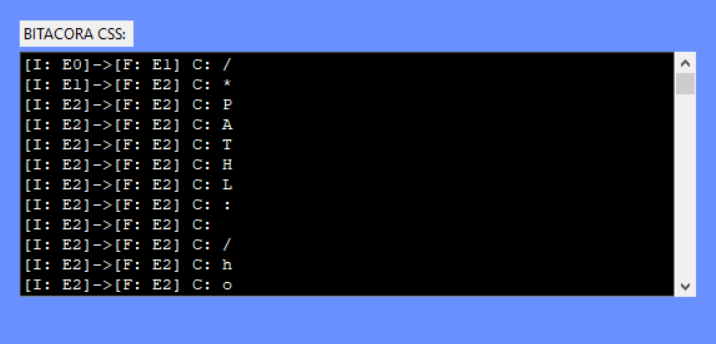 BITACORA CSS:
[I: E0]->[F: E1] C: /
[I: E1]->[F: E2] C: *
[I: E2]->[F: E2] C: P
[I: E2]->[F: E2] C: A
[I: E2]->[F: E2] C: T
[I: E2]->[F: E2] C: H
[I: E2]->[F: E2] C: L
[I: E2]->[F: E2] C: :
[I: E2]->[F: E2] C:
[I: E2]->[F: E2] C: /
[I: E2]->[F: E2] C: h
[I: E2]->[F: E2] C: o